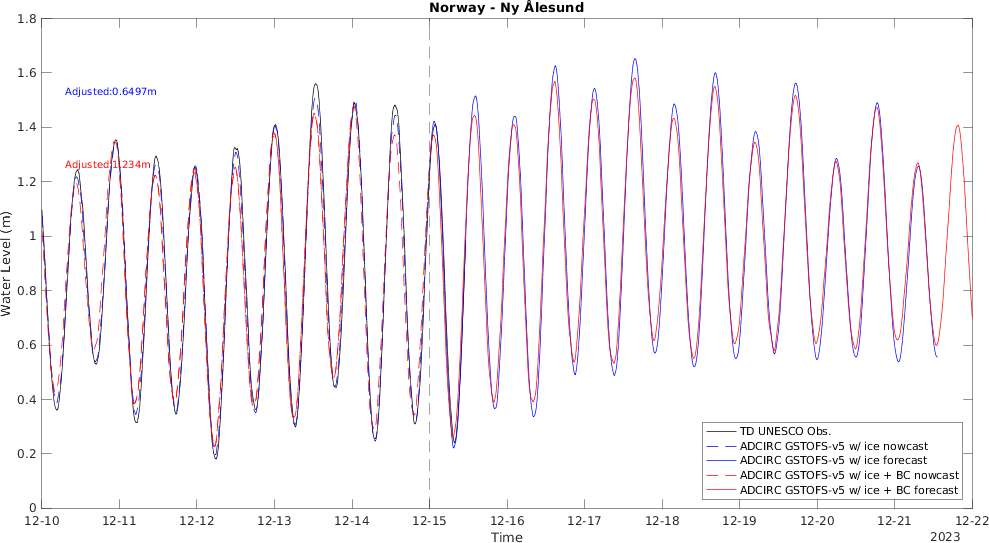 Norway - Ny Ålesund
1.8
1.6
1.4
1.2
1
0.8
0.6
0.4
0.2
0
Water Level (m)
Adjusted:0.6497m
Adjusted:1.234m
TD UNESCO Obs.
ADCIRC GSTOFS-v5 w/ ice nowcast
ADCIRC GSTOFS-v5 w/ ice forecast
ADCIRC GSTOFS-v5 w/ ice + BC nowcast
ADCIRC GSTOFS-v5 w/ ice + BC forecast
12-10 12-11 12-12 12-13 12-14 12-15 12-16 12-17 12-18 12-19 12-20 12-21 12-22
Time
2023